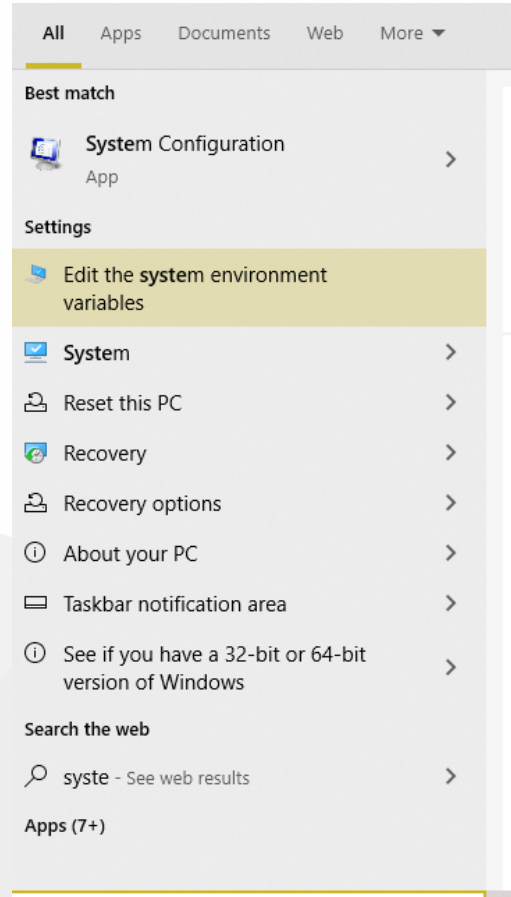 All Apps Documents Web More
Best match
System Configuration
App
Settings
Edit the system environment
variables
System
Reset this PC
Recovery
Recovery options
About your PC
Taskbar notification area
See if you have a 32-bit or 64-bit
version of Windows
Search the web
syste - See web results
Apps (7+)